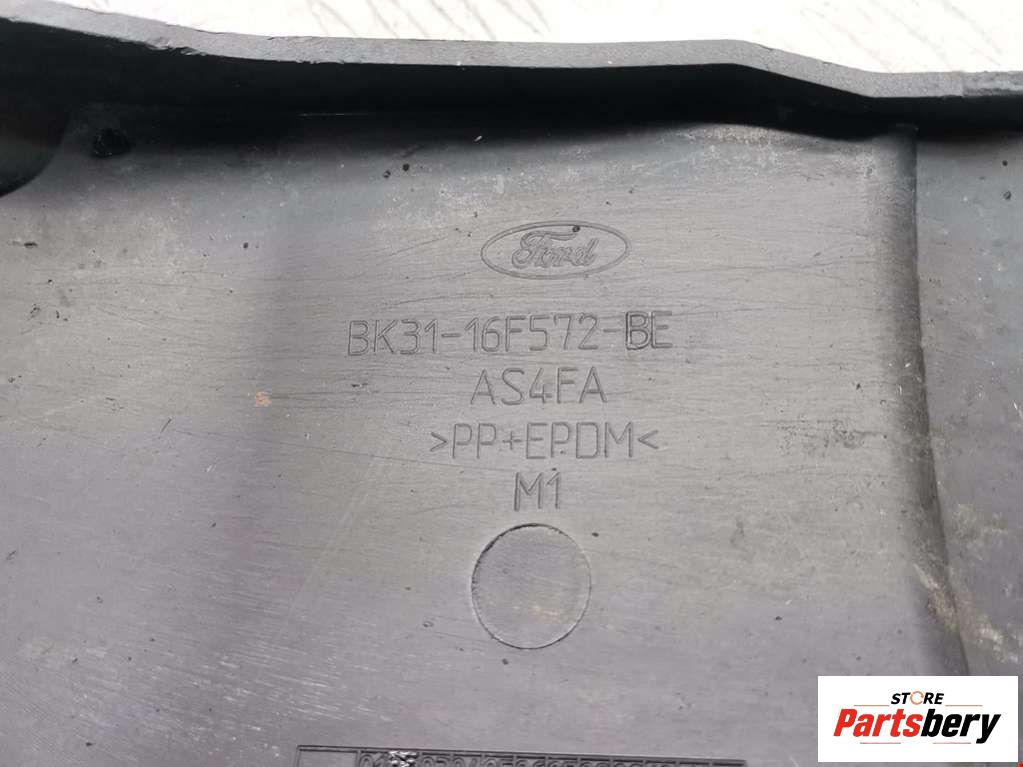 Ford
BK31-16F572-BE
AS4FA
>PP+EPDM<
M1
STORE
Partsbery